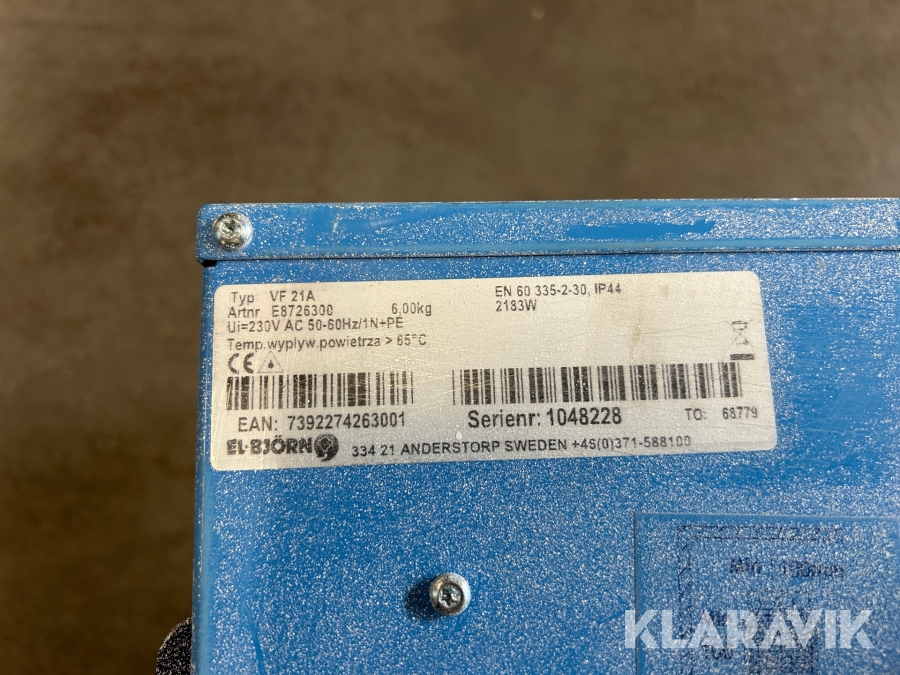 Typ VF 21A
Artnr E8726300 6,00kg
Ui=230V AC 50-60Hz/1N+PE
Temp.wyplyw.powietrza > 65°C
EN 60 335-2-30, IP44
2183W
CE
EAN: 7392274263001
Serienr: 1048228
TO: 68779
EL-BJÖRN 334 21 ANDERSTORP SWEDEN +46(0)371-588100
KLARAVIK